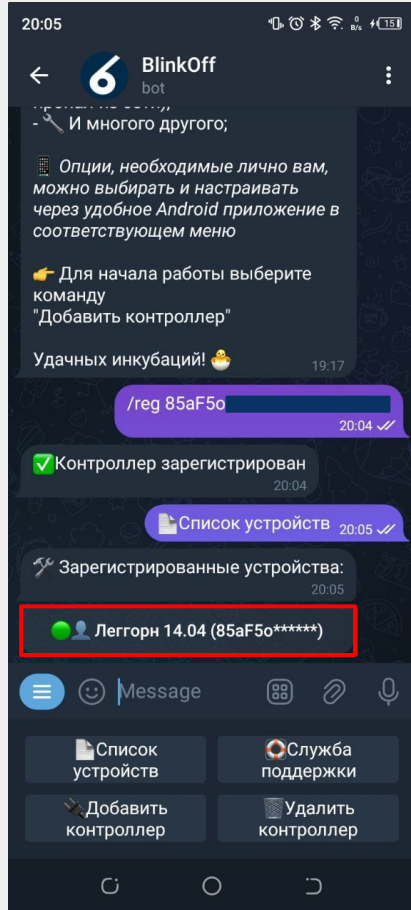 20:05
0
B/s
15
BlinkOff
bot
- И многого другого;
Опции, необходимые лично вам,
можно выбирать и настраивать
через удобное Android приложение в
соответствующем меню
Для начала работы выберите
команду
"Добавить контроллер"
Удачных инкубаций!
19:17
/reg 85aF5o
20:04
Контроллер зарегистрирован
20:04
Список устройств 20:05
Зарегистрированные устройства:
20:05
Леггорн 14.04 (85aF5o******)
Message
Список
устройств
Служба
поддержки
Добавить
контроллер
Удалить
контроллер